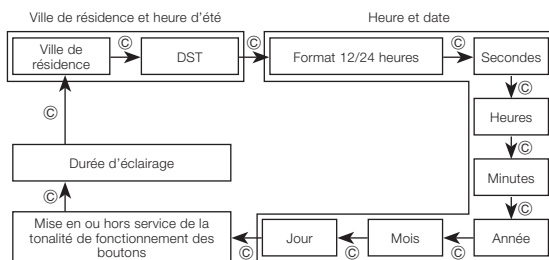 Ville de résidence et heure d'été
Heure et date
Ville de
résidence
©
DST
©
Format 12/24 heures
©
Secondes
©
Heures
©
Minutes
©
Année
©
Mois
©
Jour
©
Mise en ou hors service de la
tonalité de fonctionnement des
boutons
©
Durée d'éclairage
©